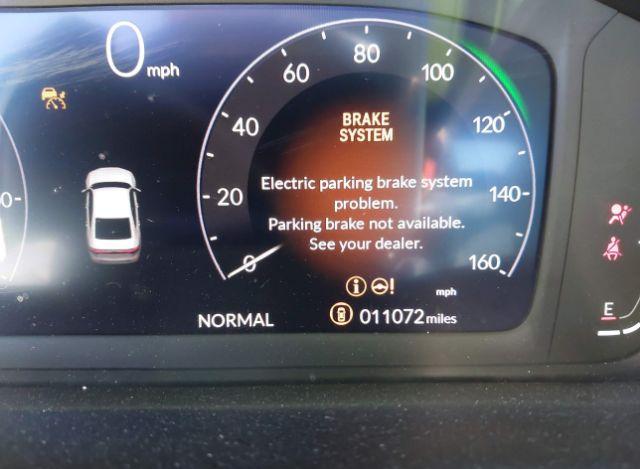 0 mph
80
60 100
40 120
BRAKE
SYSTEM
Electric parking brake system
problem.
Parking brake not available.
See your dealer.
20 140
0 160
mph
NORMAL
011072 miles
E